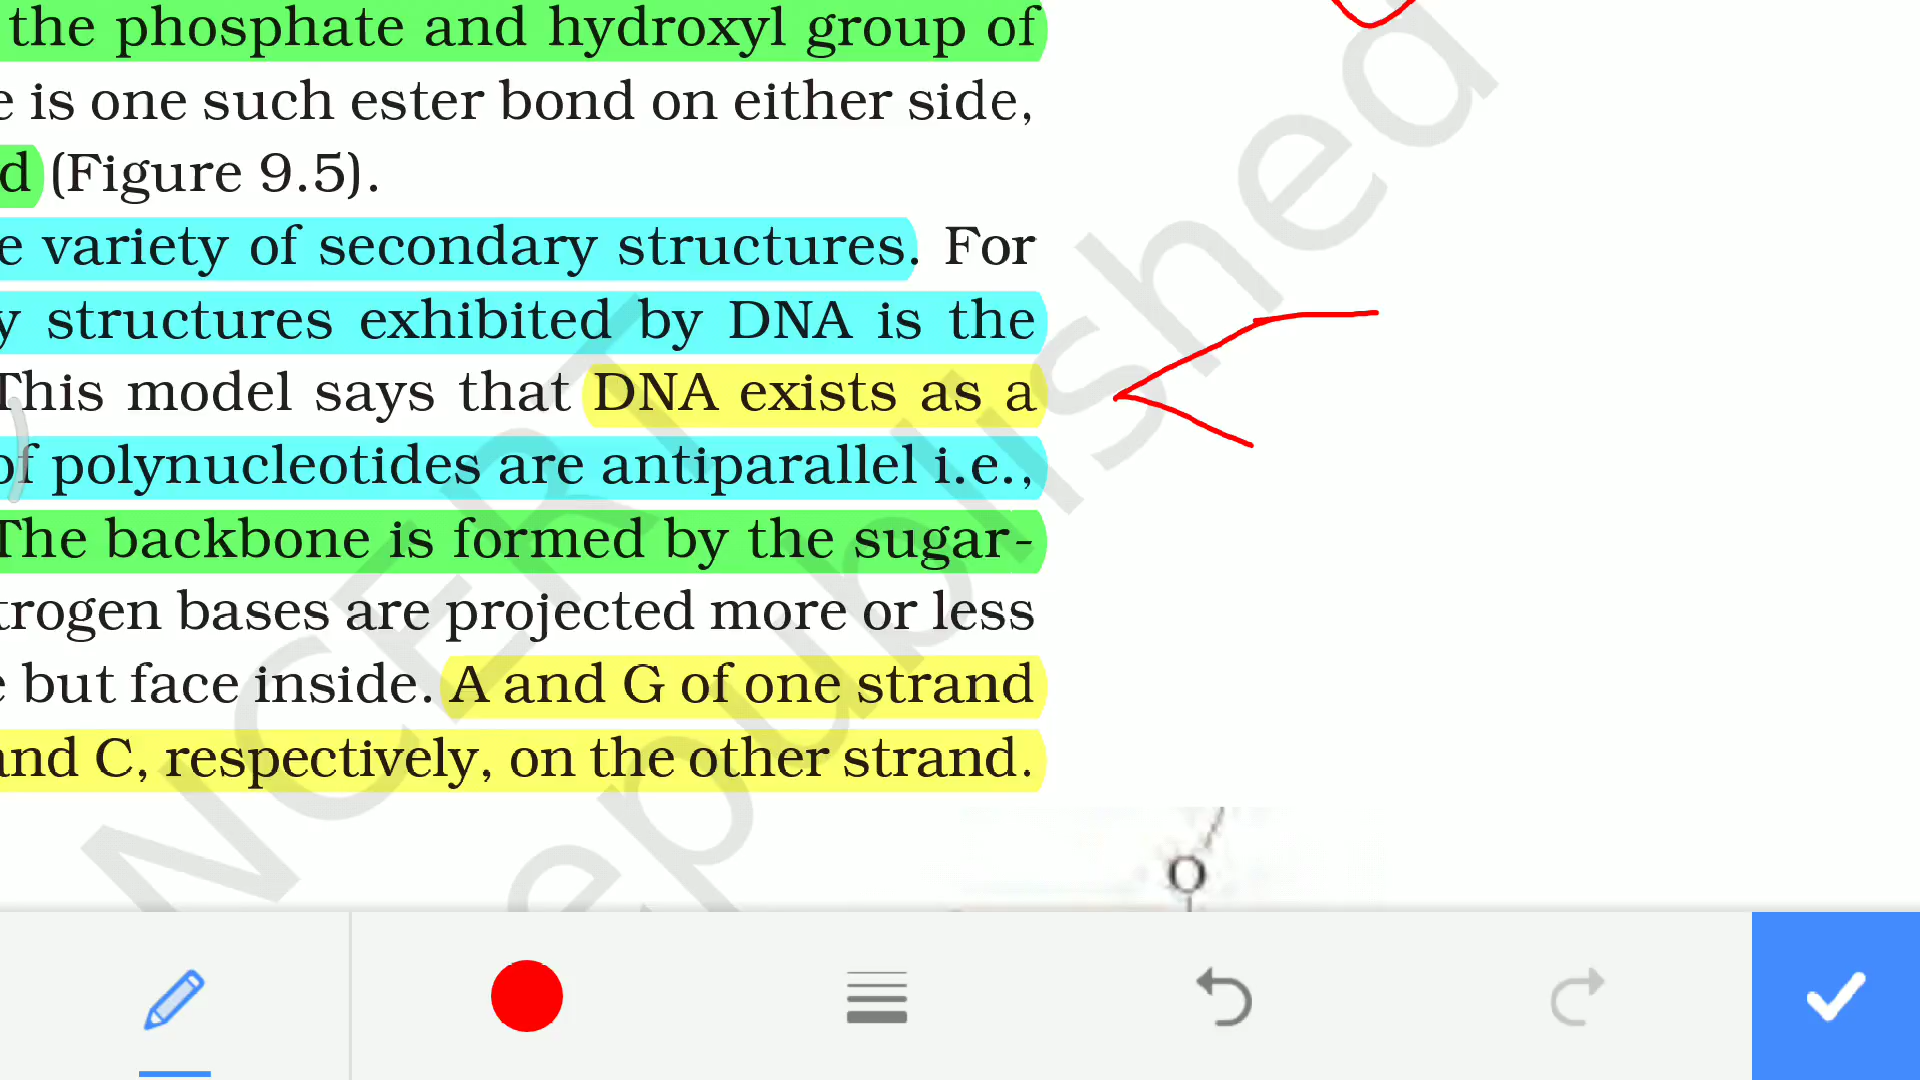 the phosphate and hydroxyl group of
e is one such ester bond on either side,
d (Figure 9.5).
e variety of secondary structures. For
y structures exhibited by DNA is the
This model says that DNA exists as a
of polynucleotides are antiparallel i.e.,
The backbone is formed by the sugar-
trogen bases are projected more or less
e but face inside. A and G of one strand
and C, respectively, on the other strand.
NCERT
epublished
O